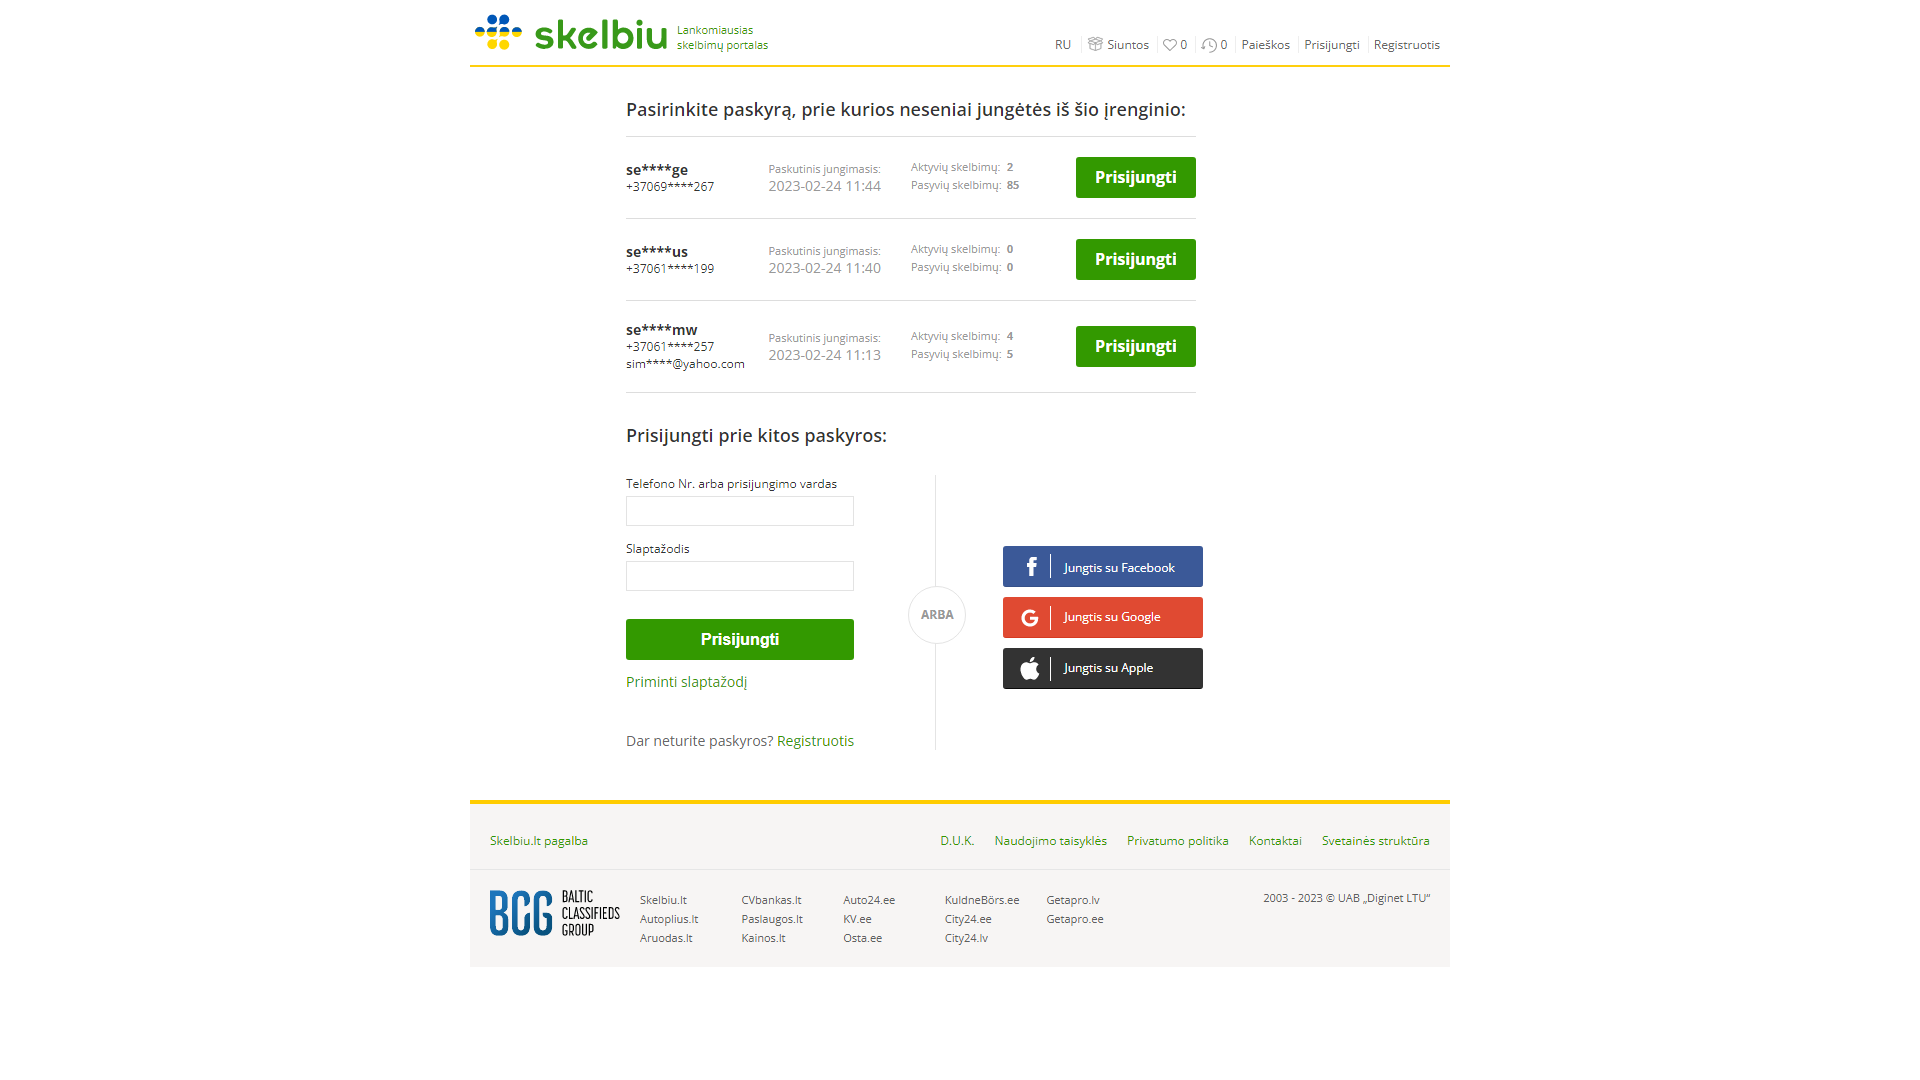 skelbiu
Lankomiausias
skelbimų portalas
RU
Siuntos
0
0
Paieškos
Prisijungti
Registruotis
Pasirinkite paskyrą, prie kurios neseniai jungėtės iš šio įrenginio:
se****ge
+37069****267
Paskutinis jungimasis:
2023-02-24 11:44
Aktyvių skelbimų: 2
Pasyvių skelbimų: 85
Prisijungti
se****us
+37061****199
Paskutinis jungimasis:
2023-02-24 11:40
Aktyvių skelbimų: 0
Pasyvių skelbimų: 0
Prisijungti
se****mw
+37061****257
sim****@yahoo.com
Paskutinis jungimasis:
2023-02-24 11:13
Aktyvių skelbimų: 4
Pasyvių skelbimų: 5
Prisijungti
Prisijungti prie kitos paskyros:
Telefono Nr. arba prisijungimo vardas
Slaptažodis
Prisijungti
Priminti slaptažodį
Dar neturite paskyros? Registruotis
ARBA
Jungtis su Facebook
Jungtis su Google
Jungtis su Apple
Skelbiu.lt pagalba
D.U.K.
Naudojimo taisyklės
Privatumo politika
Kontaktai
Svetainės struktūra
BCG
BALTIC
CLASSIFIEDS
GROUP
Skelbiu.lt
Autoplius.lt
Aruodas.lt
CVbankas.lt
Paslaugos.lt
Kainos.lt
Auto24.ee
KV.ee
Osta.ee
KuldneBörs.ee
City24.ee
City24.lv
Getapro.lv
Getapro.ee
2003 - 2023 © UAB „Diginet LTU“